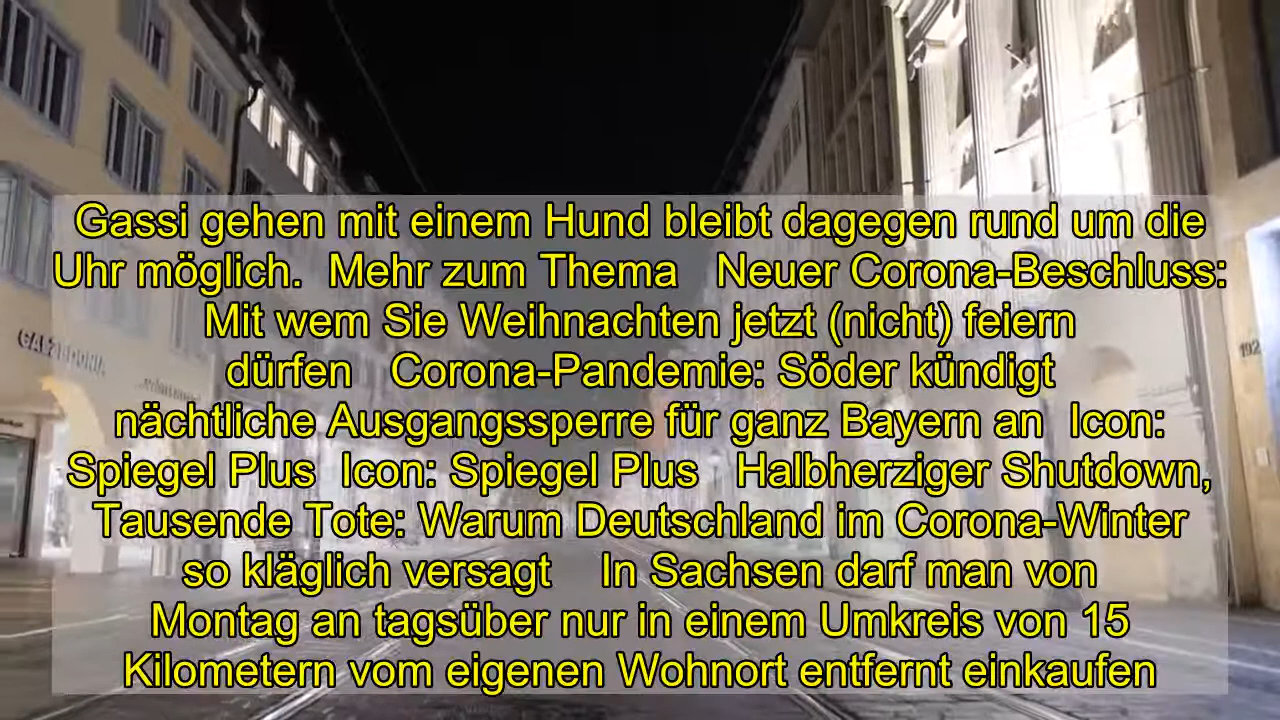 Gassi gehen mit einem Hund bleibt dagegen rund um die
Uhr möglich.  Mehr zum Thema   Neuer Corona-Beschluss:
Mit wem Sie Weihnachten jetzt (nicht) feiern
dürfen   Corona-Pandemie: Söder kündigt
nächtliche Ausgangssperre für ganz Bayern an  Icon:
Spiegel Plus  Icon: Spiegel Plus   Halbherziger Shutdown,
Tausende Tote: Warum Deutschland im Corona-Winter
so kläglich versagt    In Sachsen darf man von
Montag an tagsüber nur in einem Umkreis von 15
Kilometern vom eigenen Wohnort entfernt einkaufen
CALZEDONIA